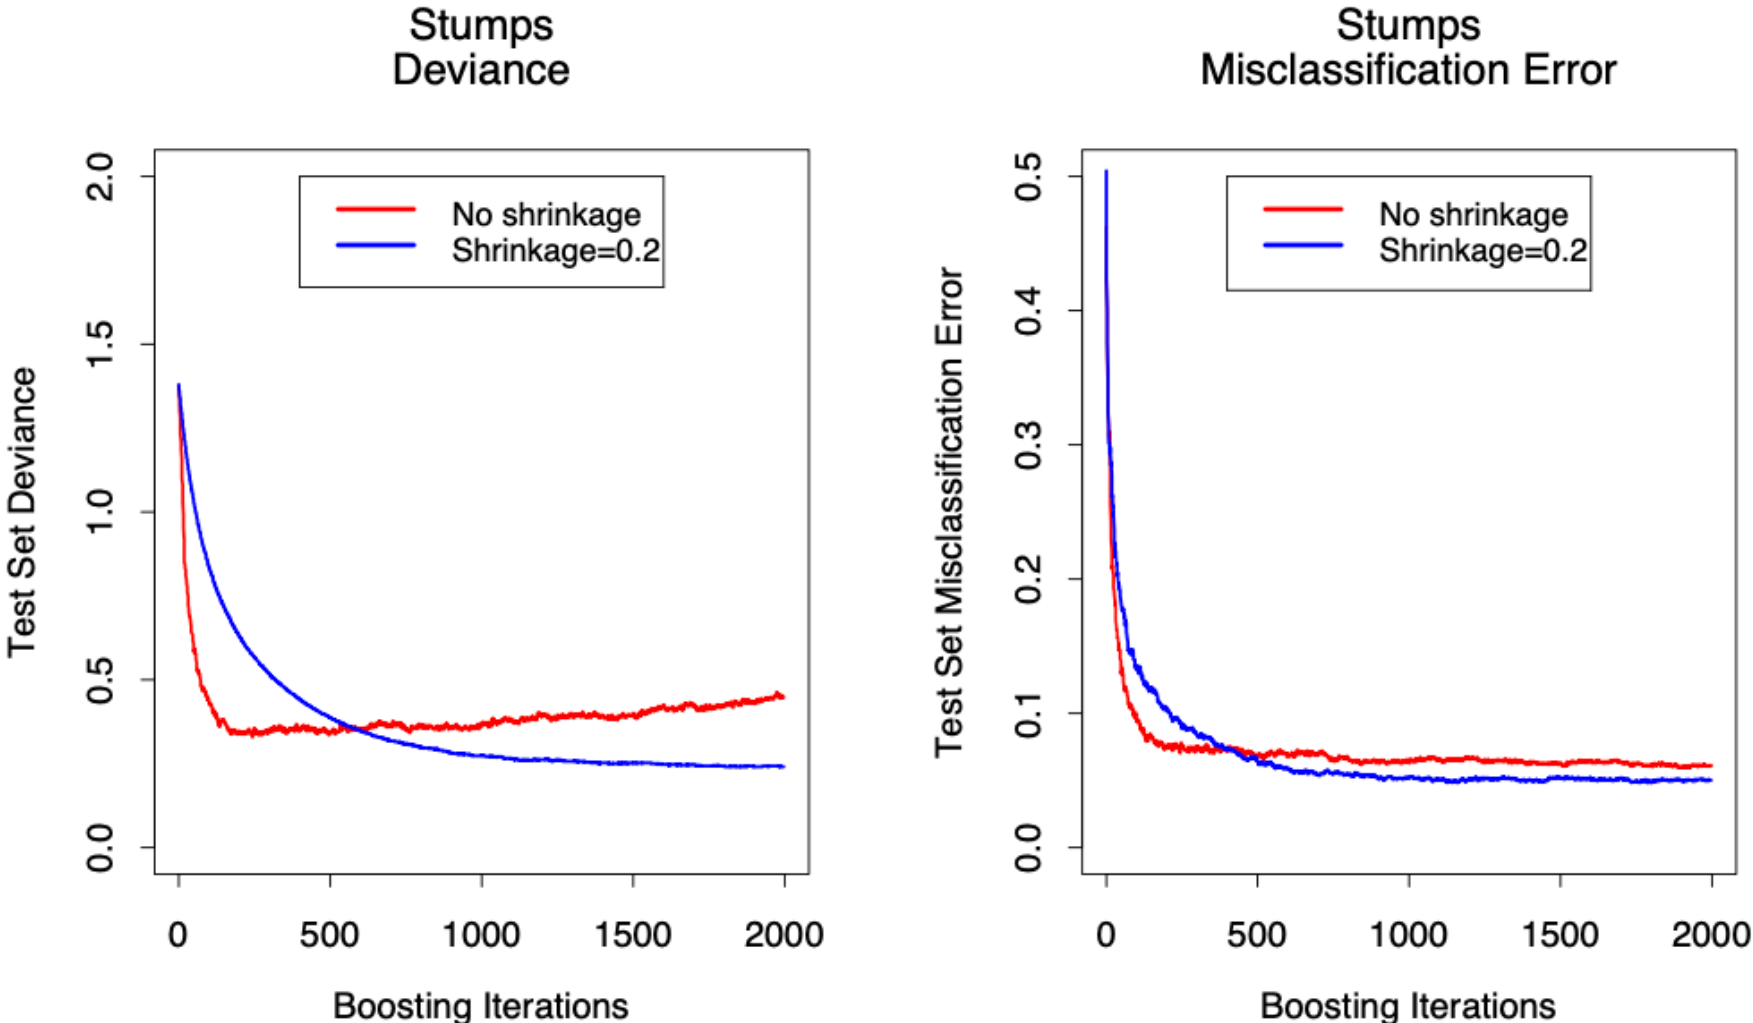 Stumps
Deviance
Test Set Deviance
2.0
1.5
1.0
0.5
0.0
No shrinkage
Shrinkage=0.2
0 500 1000 1500 2000
Boosting Iterations
Stumps
Misclassification Error
Test Set Misclassification Error
0.5
0.4
0.3
0.2
0.1
0.0
No shrinkage
Shrinkage=0.2
0 500 1000 1500 2000
Boosting Iterations